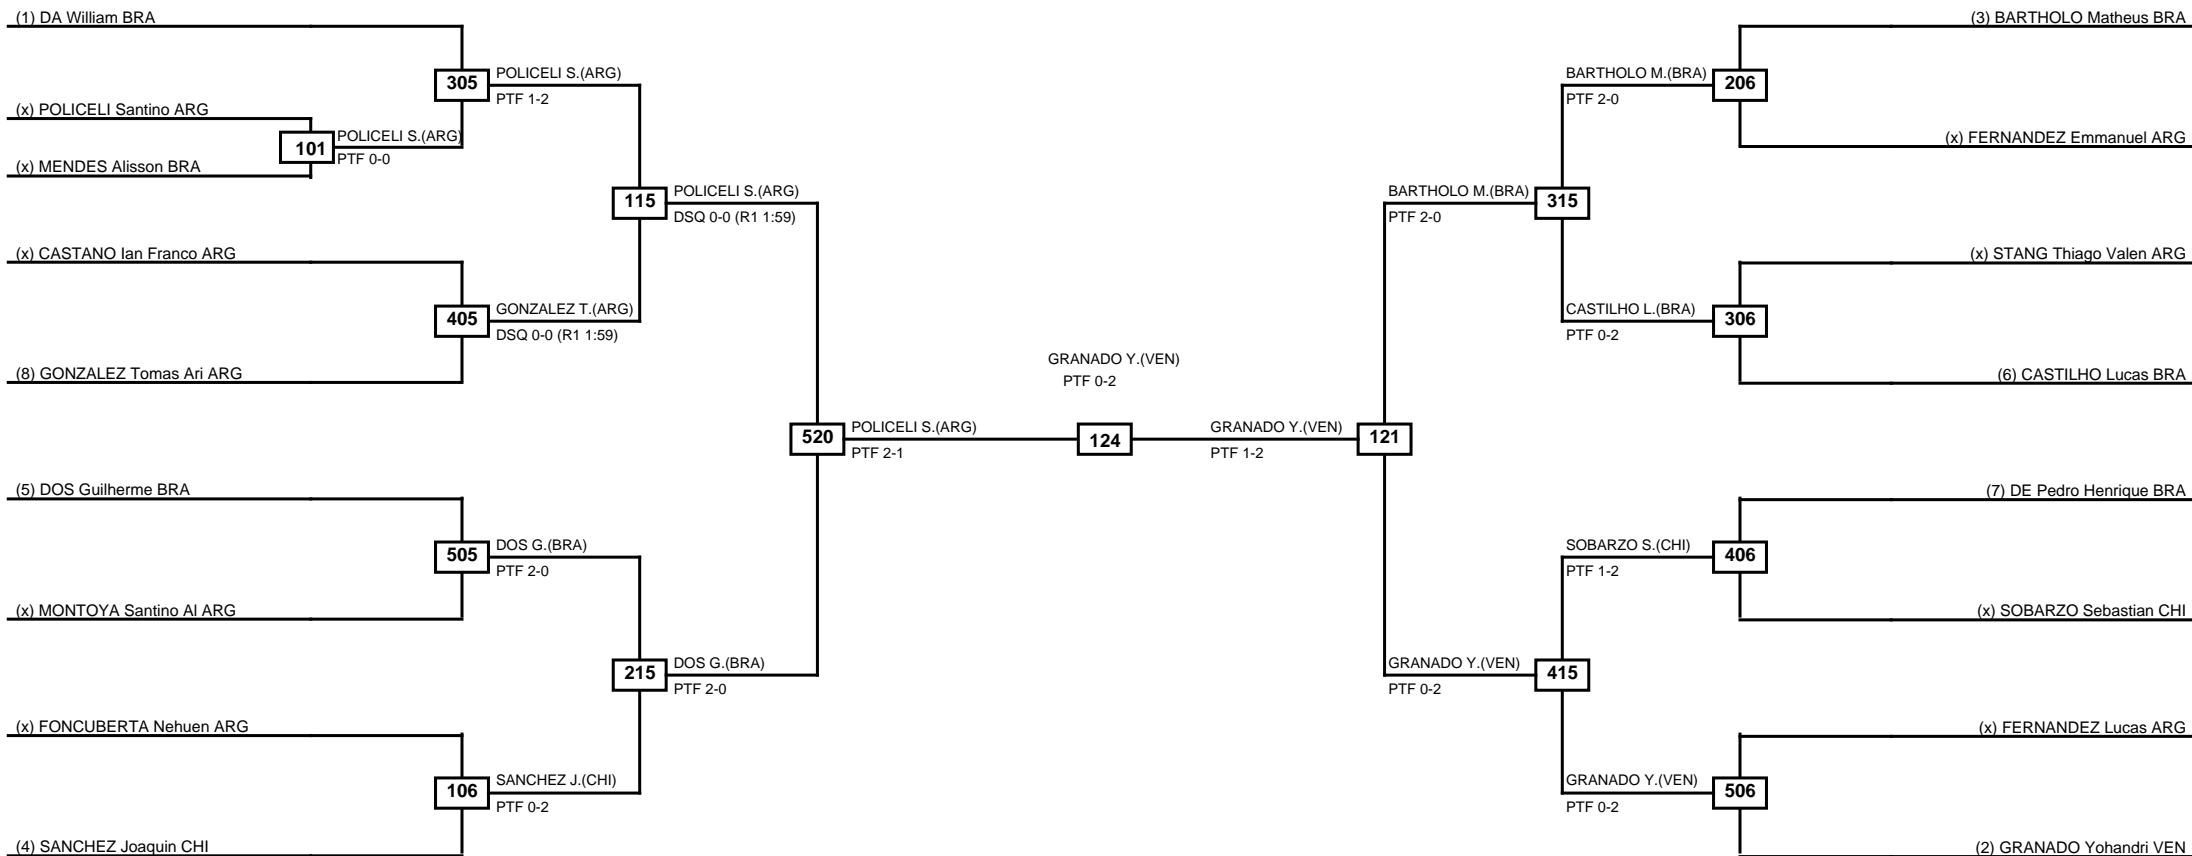 (1) DA William BRA
(3) BARTHOLO Matheus BRA
305
POLICELI S.(ARG)
PTF 1-2
BARTHOLO M.(BRA)
PTF 2-0
206
(x) POLICELI Santino ARG
101
POLICELI S.(ARG)
PTF 0-0
(x) FERNANDEZ Emmanuel ARG
(x) MENDES Alisson BRA
115
POLICELI S.(ARG)
DSQ 0-0 (R1 1:59)
BARTHOLO M.(BRA)
PTF 2-0
315
(x) CASTANO Ian Franco ARG
(x) STANG Thiago Valen ARG
405
GONZALEZ T.(ARG)
DSQ 0-0 (R1 1:59)
CASTILHO L.(BRA)
PTF 0-2
306
GRANADO Y.(VEN)
PTF 0-2
(8) GONZALEZ Tomas Ari ARG
(6) CASTILHO Lucas BRA
520
POLICELI S.(ARG)
PTF 2-1
124
GRANADO Y.(VEN)
PTF 1-2
121
(5) DOS Guilherme BRA
(7) DE Pedro Henrique BRA
505
DOS G.(BRA)
PTF 2-0
SOBARZO S.(CHI)
PTF 1-2
406
(x) MONTOYA Santino Al ARG
(x) SOBARZO Sebastian CHI
215
DOS G.(BRA)
PTF 2-0
GRANADO Y.(VEN)
PTF 0-2
415
(x) FONCUBERTA Nehuen ARG
(x) FERNANDEZ Lucas ARG
106
SANCHEZ J.(CHI)
PTF 0-2
GRANADO Y.(VEN)
PTF 0-2
506
(4) SANCHEZ Joaquin CHI
(2) GRANADO Yohandri VEN